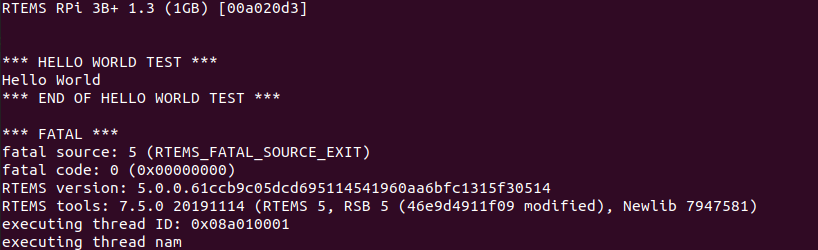 RTEMS RPi 3B+ 1.3 (1GB) [00a020d3]
*** HELLO WORLD TEST ***
Hello World
*** END OF HELLO WORLD TEST ***
*** FATAL ***
fatal source: 5 (RTEMS_FATAL_SOURCE_EXIT)
fatal code: 0 (0x00000000)
RTEMS version: 5.0.0.61ccb9c05dcd695114541960aa6bfc1315f30514
RTEMS tools: 7.5.0 20191114 (RTEMS 5, RSB 5 (46e9d4911f09 modified), Newlib 7947581)
executing thread ID: 0x08a010001
executing thread nam